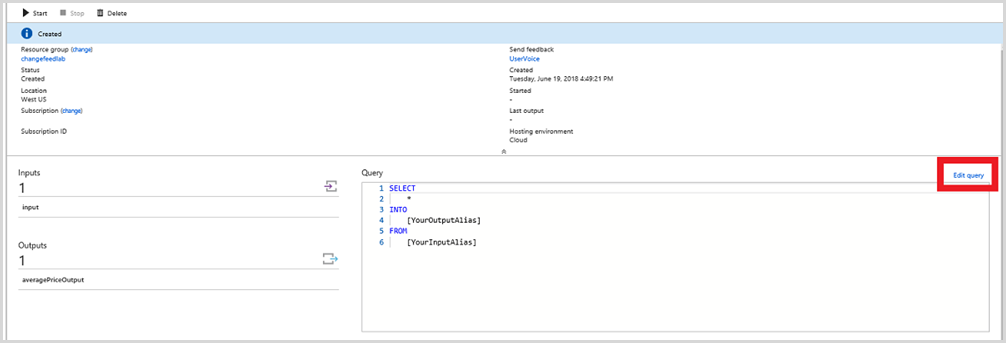 Start Stop Delete
Created
Resource group (change)
changefeedlab
Status
Created
Location
West US
Subscription (change)
Subscription ID
Send feedback
UserVoice
Created
Tuesday, June 19, 2018 4:49:21 PM
Started
-
Last output
-
Hosting environment
Cloud
Inputs
1
input
Outputs
1
averagePriceOutput
Query
Edit query
1 SELECT
2 *
3 INTO
4 [YourOutputAlias]
5 FROM
6 [YourInputAlias]